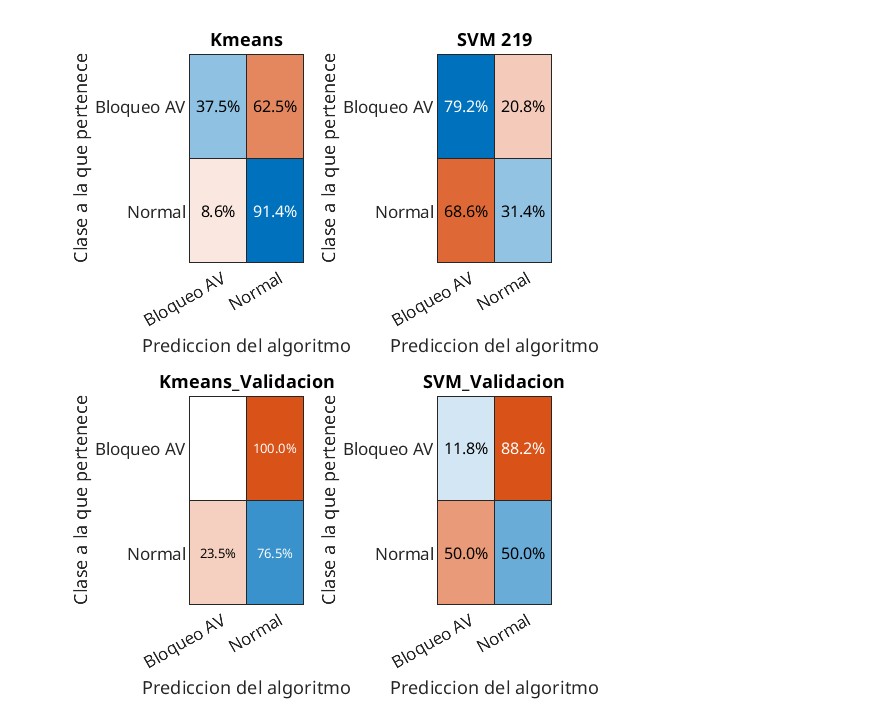 Kmeans
Clase a la que pertenece
Bloqueo AV
37.5%
62.5%
Normal
8.6%
91.4%
Bloqueo AV
Normal
Prediccion del algoritmo
SVM 219
Clase a la que pertenece
Bloqueo AV
79.2%
20.8%
Normal
68.6%
31.4%
Bloqueo AV
Normal
Prediccion del algoritmo
Kmeans_Validacion
Clase a la que pertenece
Bloqueo AV
100.0%
Normal
23.5%
76.5%
Bloqueo AV
Normal
Prediccion del algoritmo
SVM_Validacion
Clase a la que pertenece
Bloqueo AV
11.8%
88.2%
Normal
50.0%
50.0%
Bloqueo AV
Normal
Prediccion del algoritmo